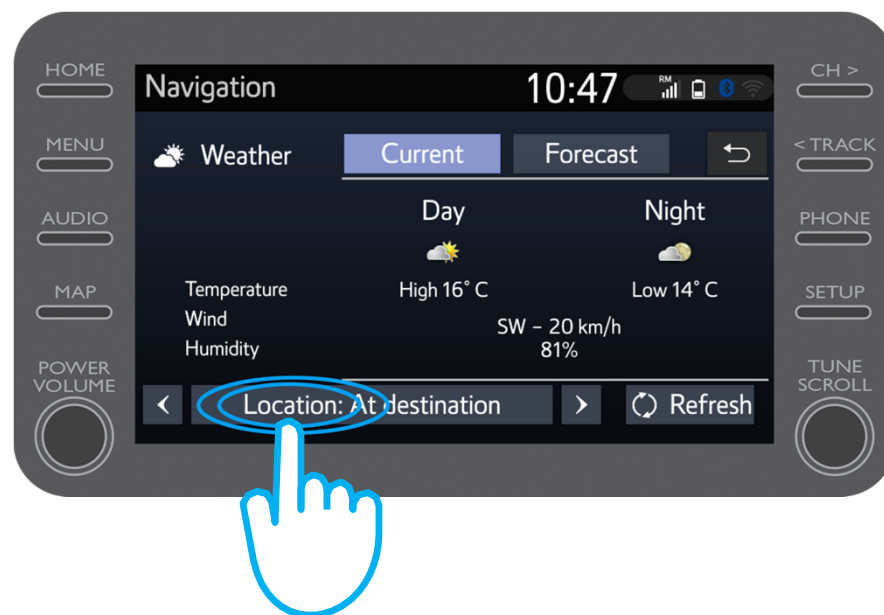 HOME
MENU
AUDIO
MAP
POWER
VOLUME
Navigation 10:47 RM
Weather Current Forecast
Day Night
Temperature High 16° C Low 14° C
Wind SW – 20 km/h
Humidity 81%
< Location: At destination > Refresh
CH >
< TRACK
PHONE
SETUP
TUNE
SCROLL